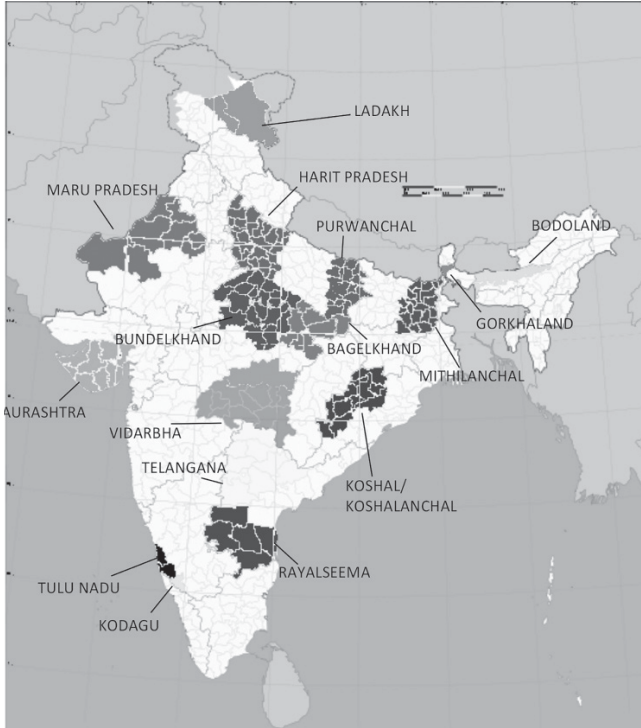 LADAKH
HARIT PRADESH
MARU PRADESH
PURWANCHAL
BODOLAND
GORKHALAND
BUNDELKHAND
BAGELKHAND
MITHILANCHAL
AURASHTRA
VIDARBHA
TELANGANA
KOSHAL/
KOSHALANCHAL
RAYALSEEMA
TULU NADU
KODAGU